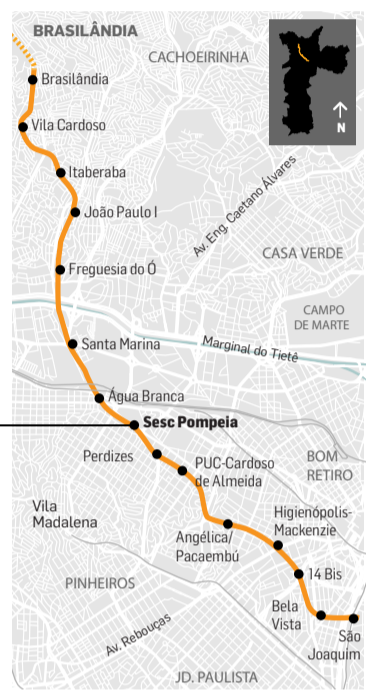 BRASILÂNDIA
CACHOEIRINHA
N
Brasilândia
Vila Cardoso
Itaberaba
João Paulo I
Av. Eng. Caetano Álvares
CASA VERDE
Freguesia do Ó
CAMPO
DE MARTE
Santa Marina
Marginal do Tietê
Água Branca
Sesc Pompeia
Perdizes
PUC-Cardoso
de Almeida
BOM
RETIRO
Vila
Madalena
Angélica/
Pacaembú
Higienópolis-
Mackenzie
14 Bis
PINHEIROS
Bela
Vista
São
Joaquim
Av. Rebouças
JD. PAULISTA